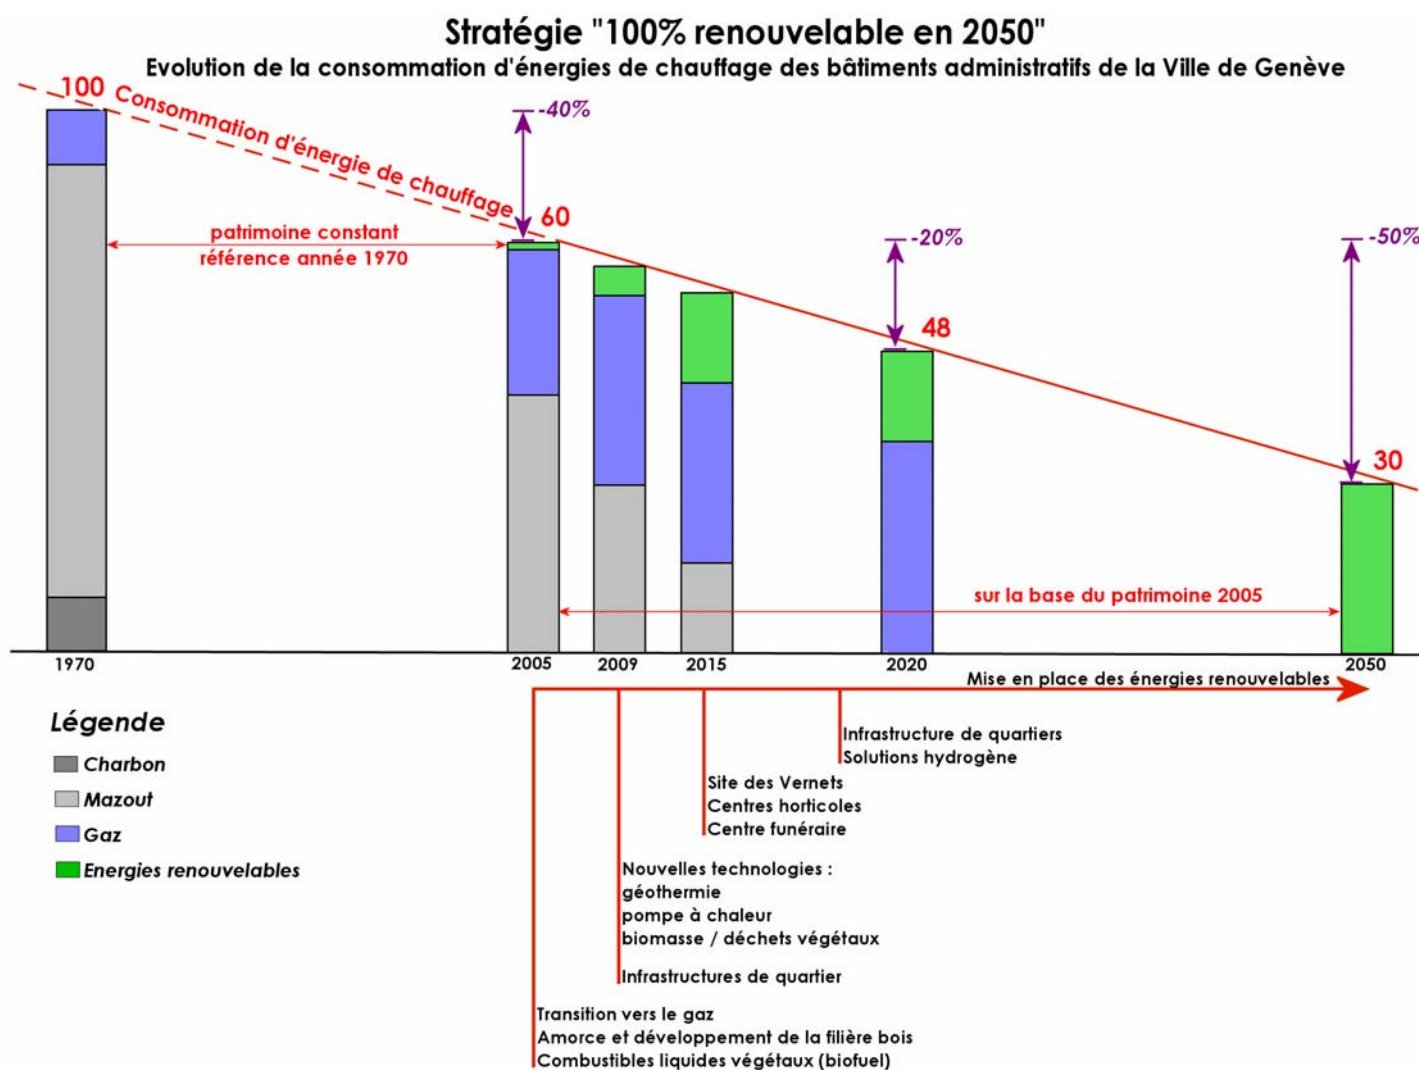 Stratégie "100% renouvelable en 2050"
Evolution de la consommation d'énergies de chauffage des bâtiments administratifs de la Ville de Genève
100 Consommation d'énergie de chauffage
-40%
60
patrimoine constant
référence année 1970
-20%
48
-50%
30
sur la base du patrimoine 2005
1970
2005
2009
2015
2020
2050
Mise en place des énergies renouvelables
Légende
Charbon
Mazout
Gaz
Energies renouvelables
Infrastructure de quartiers
Solutions hydrogène
Site des Vernets
Centres horticoles
Centre funéraire
Nouvelles technologies :
géothermie
pompe à chaleur
biomasse / déchets végétaux
Infrastructures de quartier
Transition vers le gaz
Amorce et développement de la filière bois
Combustibles liquides végétaux (biofuel)